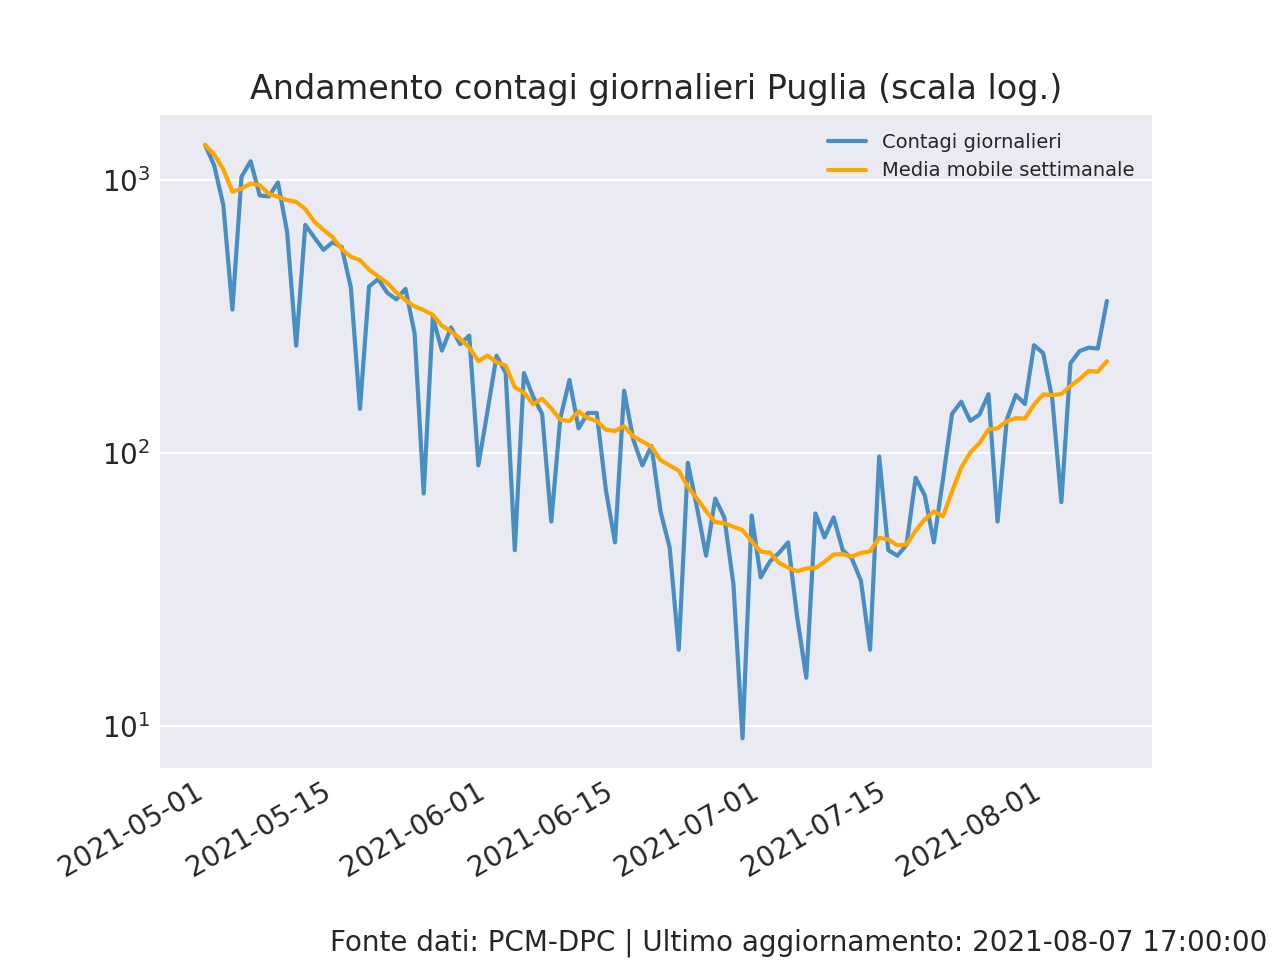 Andamento contagi giornalieri Puglia (scala log.)
Contagi giornalieri
Media mobile settimanale
10³
10²
10¹
2021-05-01
2021-05-15
2021-06-01
2021-06-15
2021-07-01
2021-07-15
2021-08-01
Fonte dati: PCM-DPC | Ultimo aggiornamento: 2021-08-07 17:00:00